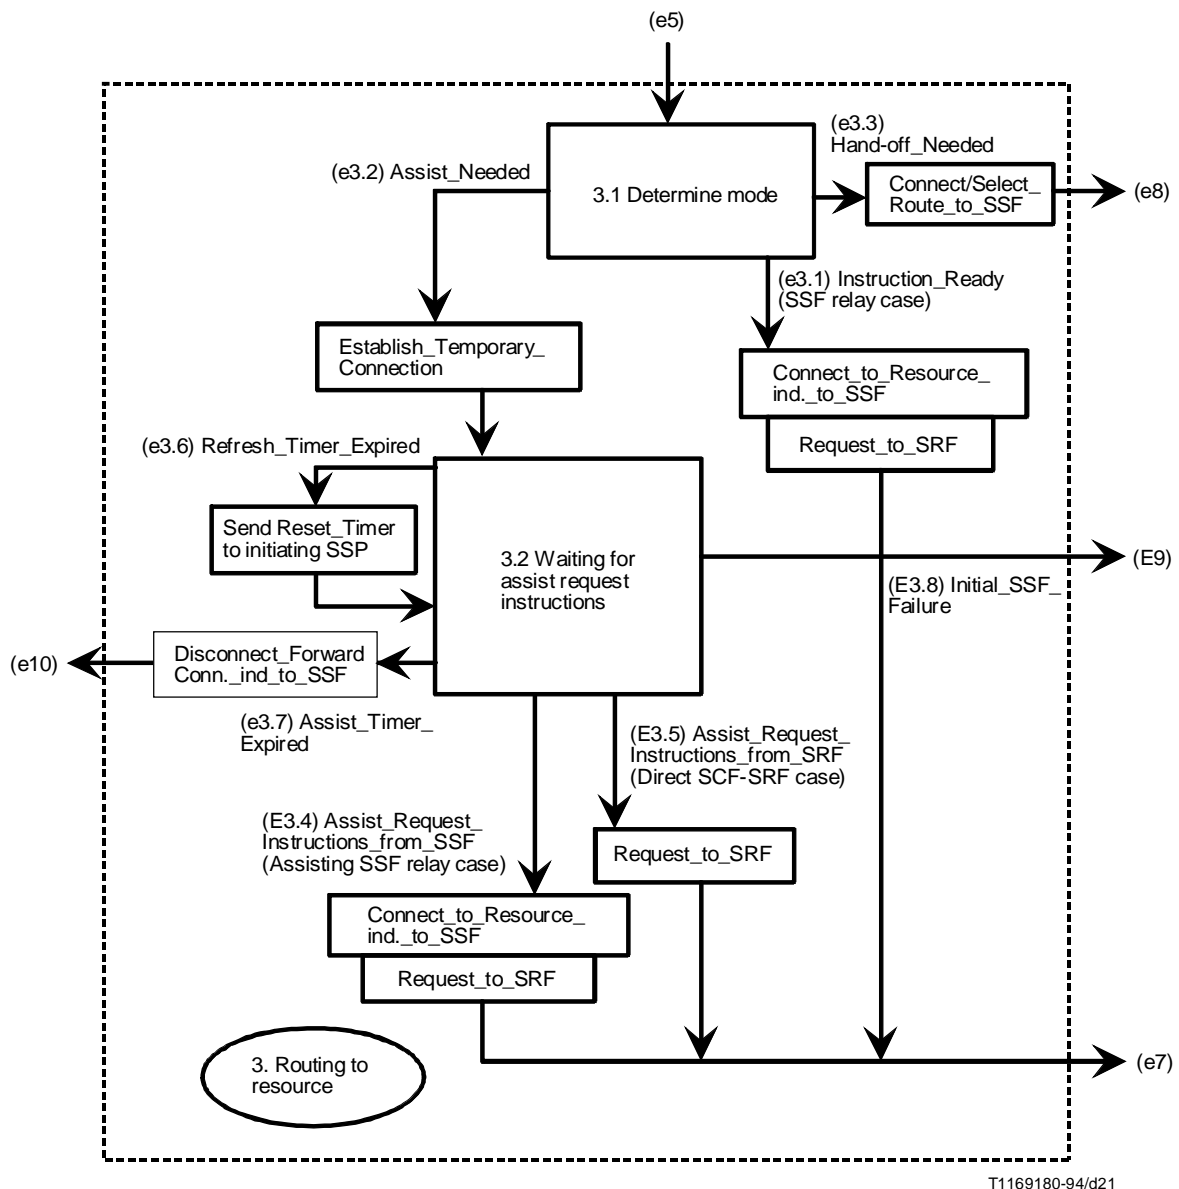 (e5)
(e3.3)
Hand-off_Needed
(e3.2) Assist_Needed
3.1 Determine mode
Connect/Select_
Route_to_SSF
(e8)
(e3.1) Instruction_Ready
(SSF relay case)
Establish_Temporary_
Connection
Connect_to_Resource_
ind._to_SSF
Request_to_SRF
(e3.6) Refresh_Timer_Expired
Send Reset_Timer
to initiating SSP
3.2 Waiting for
assist request
instructions
(E9)
(E3.8) Initial_SSF_
Failure
(e10)
Disconnect_Forward
Conn._ind_to_SSF
(e3.7) Assist_Timer_
Expired
(E3.5) Assist_Request_
Instructions_from_SRF
(Direct SCF-SRF case)
(E3.4) Assist_Request_
Instructions_from_SSF
(Assisting SSF relay case)
Request_to_SRF
Connect_to_Resource_
ind._to_SSF
Request_to_SRF
3. Routing to
resource
(e7)
T1169180-94/d21